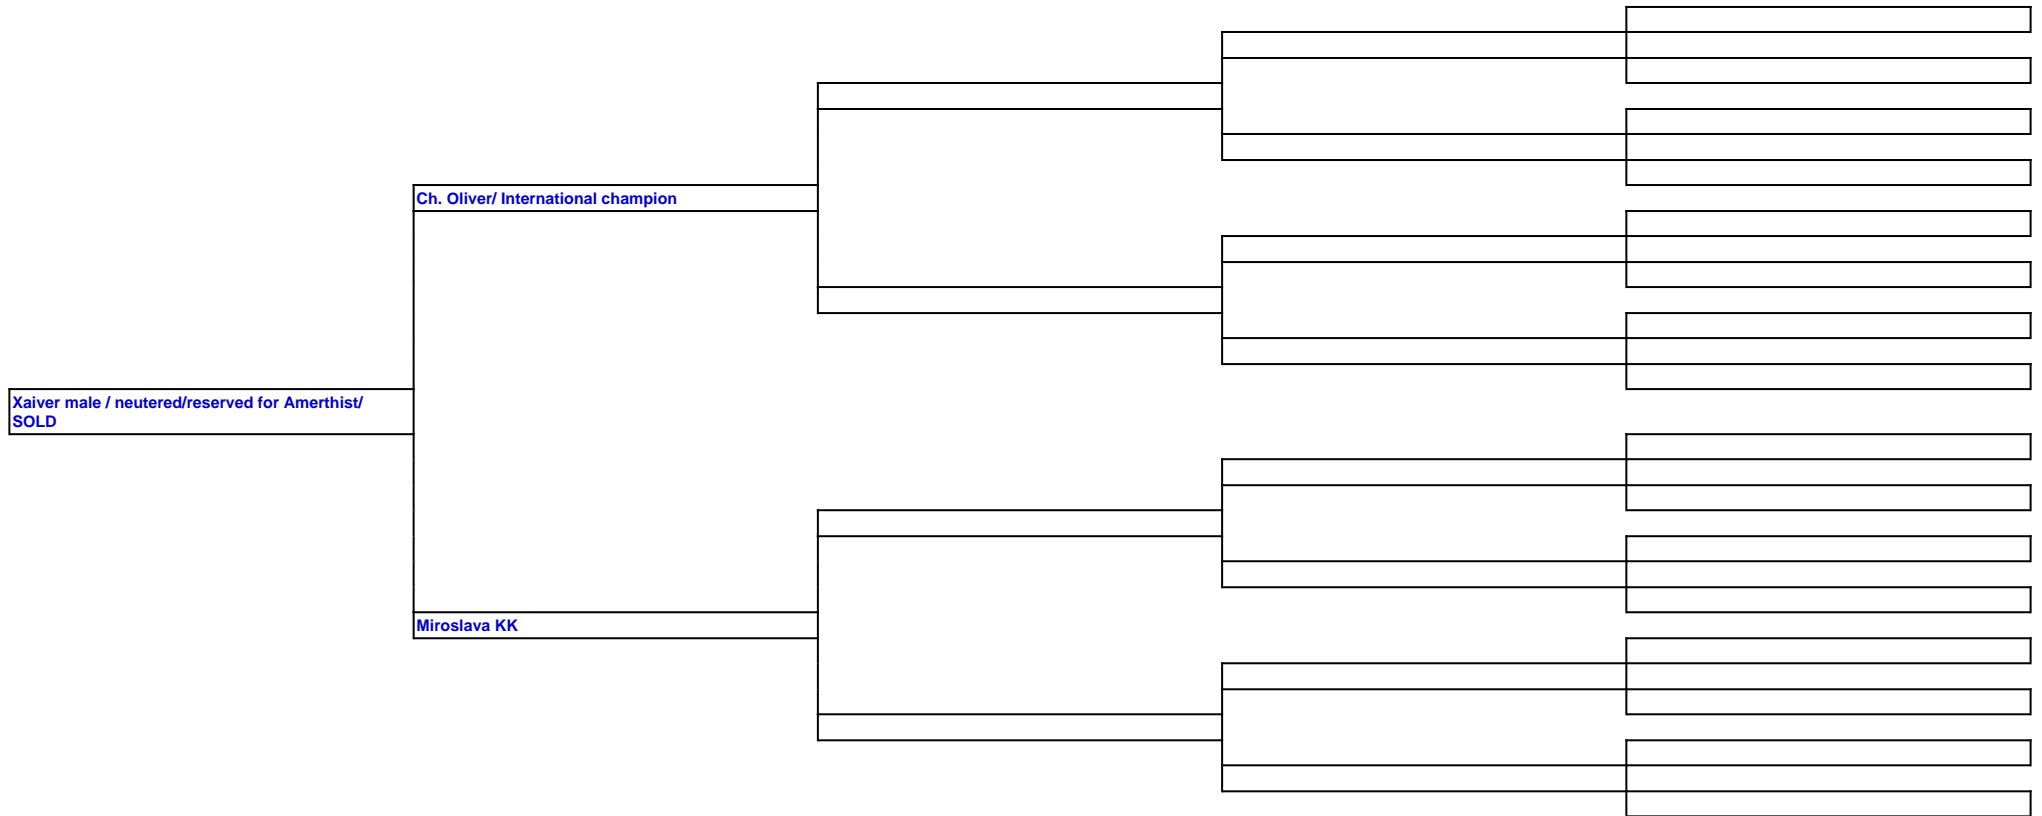 Ch. Oliver/ International champion
Xaiver male / neutered/reserved for Amerthist/
SOLD
Miroslava KK